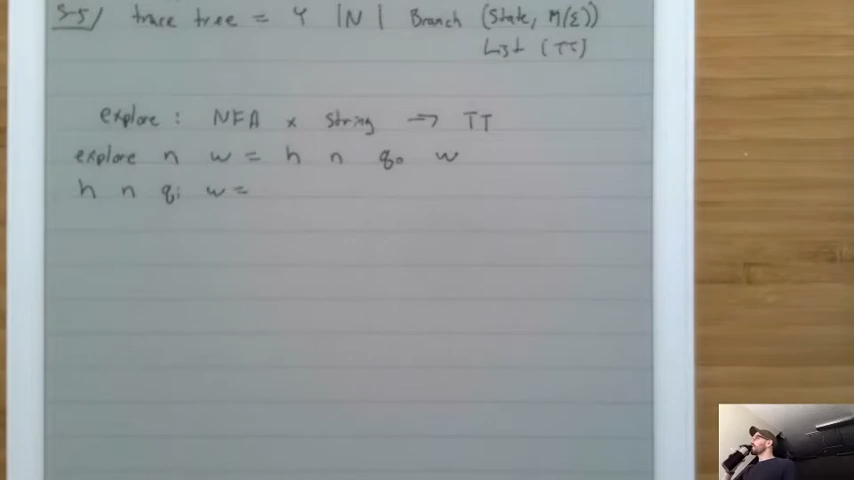 5-5/ trace tree = Y | N | Branch (State, M(Σ))
List (TT)
explore : NFA x string → TT
explore n w = h n q₀ w
h n qᵢ w =